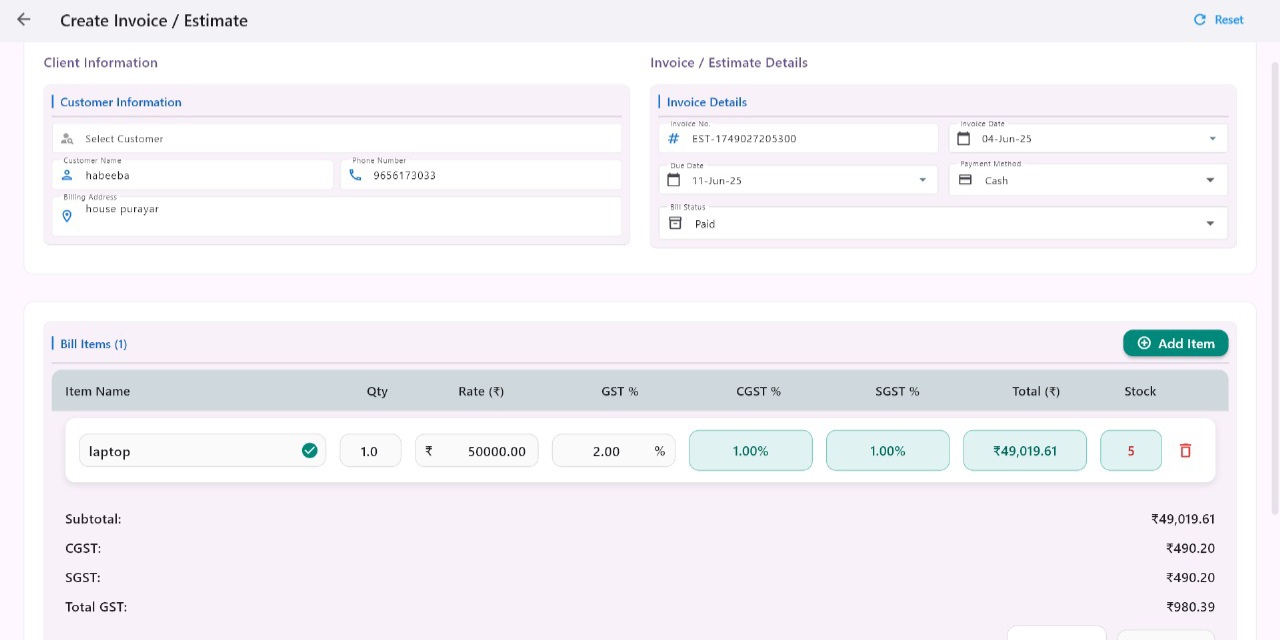 Create Invoice / Estimate
Reset
Client Information
Invoice / Estimate Details
Customer Information
Invoice Details
Select Customer
Invoice No.
# EST-1749027205300
Invoice Date
04-Jun-25
Customer Name
habeeba
Phone Number
9656173033
Due Date
11-Jun-25
Payment Method
Cash
Billing Address
house purayar
Bill Status
Paid
Bill Items (1)
Add Item
Item Name Qty Rate (₹) GST % CGST % SGST % Total (₹) Stock
laptop 1.0 ₹ 50000.00 2.00 % 1.00% 1.00% ₹49,019.61 5
Subtotal: ₹49,019.61
CGST: ₹490.20
SGST: ₹490.20
Total GST: ₹980.39